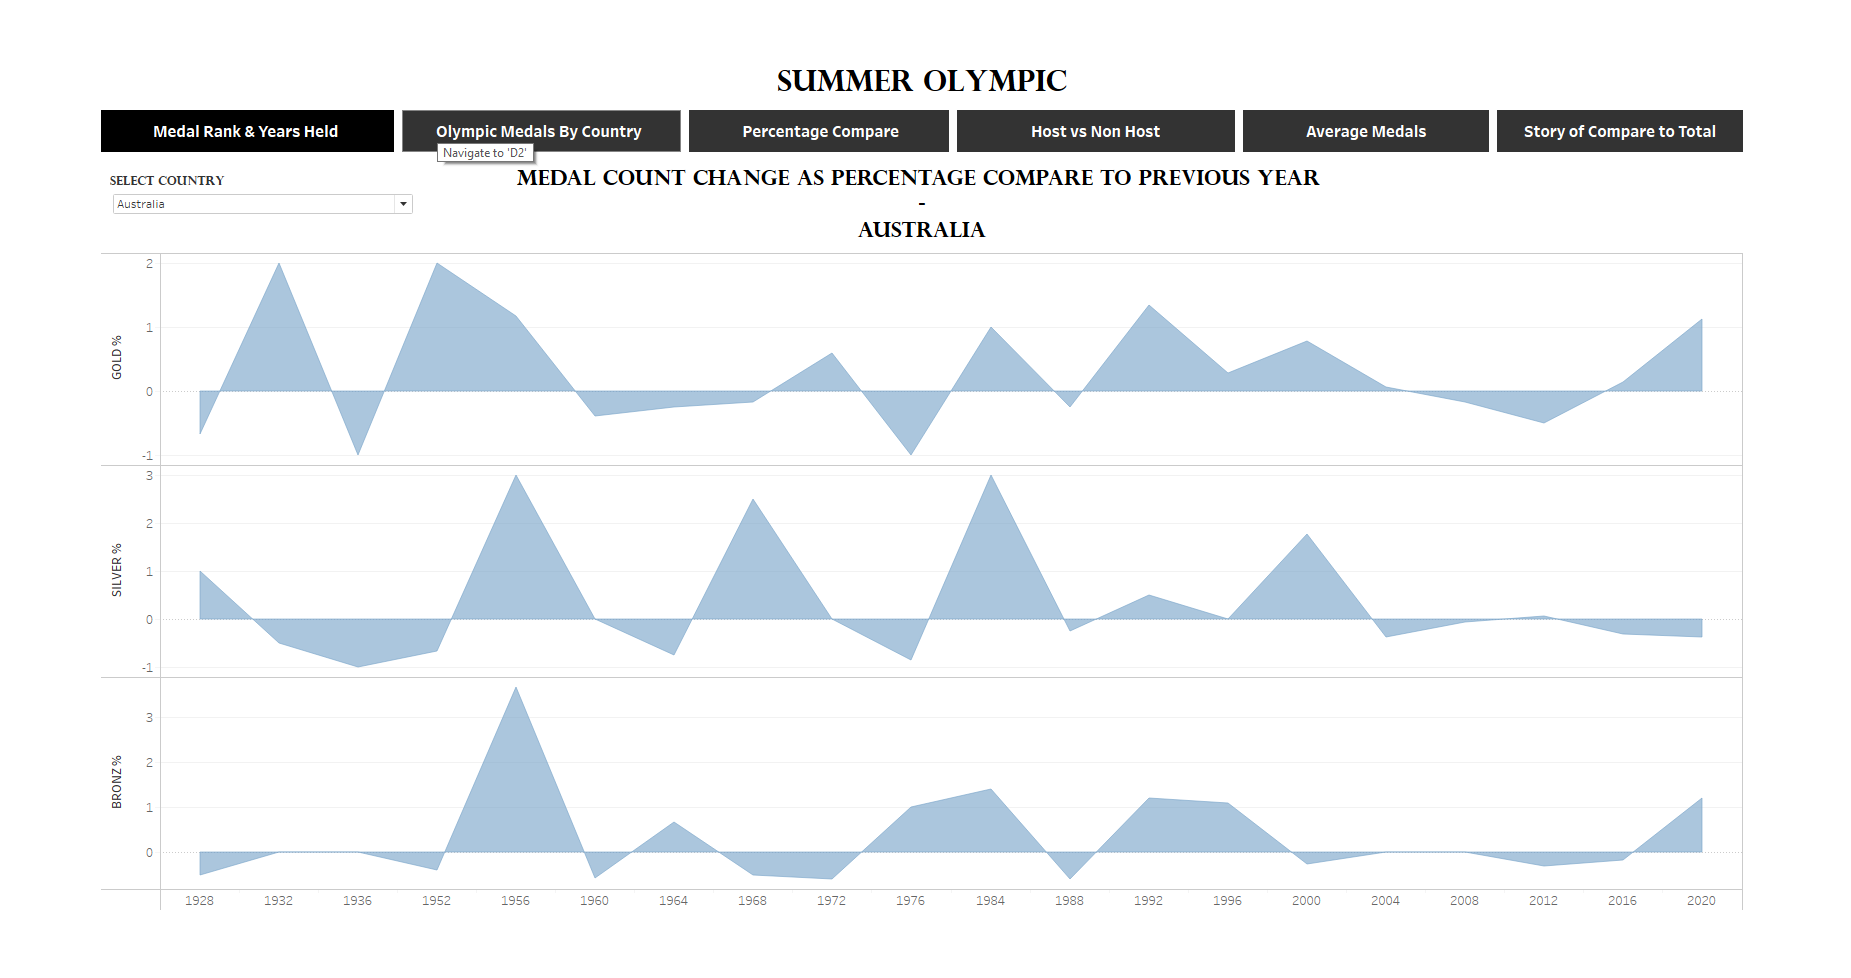 SUMMER OLYMPIC
Medal Rank & Years Held
Olympic Medals By Country
Percentage Compare
Host vs Non Host
Average Medals
Story of Compare to Total
Navigate to 'D2'
SELECT COUNTRY
Australia
MEDAL COUNT CHANGE AS PERCENTAGE COMPARE TO PREVIOUS YEAR
-
AUSTRALIA
GOLD %
2
1
0
-1
SILVER %
3
2
1
0
-1
BRONZ %
3
2
1
0
1928 1932 1936 1952 1956 1960 1964 1968 1972 1976 1984 1988 1992 1996 2000 2004 2008 2012 2016 2020